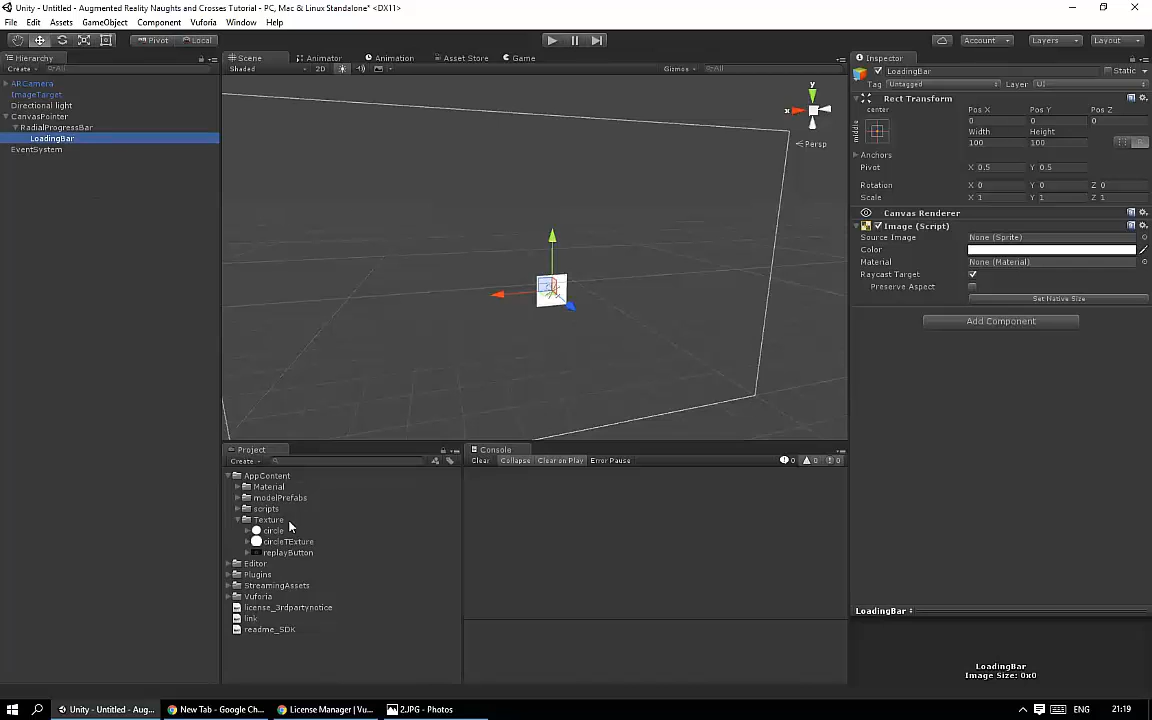 Unity - Untitled - Augmented Reality Naughts and Crosses Tutorial - PC, Mac & Linux Standalone* <DX11>
File Edit Assets GameObject Component Vuforia Window Help
Pivot Local Account Layers Layout
Hierarchy
Create All
ARCamera
ImageTarget
Directional light
CanvasPointer
RadialProgressBar
LoadingBar
EventSystem
Scene Animator Animation Asset Store Game
Shaded 2D Gizmos All
y
x
Persp
Inspector
LoadingBar Static
Tag Untagged Layer UI
Rect Transform
center
middle
Pos X Pos Y Pos Z
0 0 0
Width Height
100 100
R
Anchors
Pivot X 0.5 Y 0.5
Rotation X 0 Y 0 Z 0
Scale X 1 Y 1 Z 1
Canvas Renderer
Image (Script)
Source Image None (Sprite)
Color
Material None (Material)
Raycast Target
Preserve Aspect
Set Native Size
Add Component
Project
Create
AppContent
Material
modelPrefabs
scripts
Texture
circle
circleTExture
replayButton
Editor
Plugins
StreamingAssets
Vuforia
license_3rdpartynotice
link
readme_SDK
Console
Clear Collapse Clear on Play Error Pause 0 0 0
LoadingBar
LoadingBar
Image Size: 0x0
Unity - Untitled - Aug... New Tab - Google Ch... License Manager | Vu... 2.JPG - Photos ENG 21:19